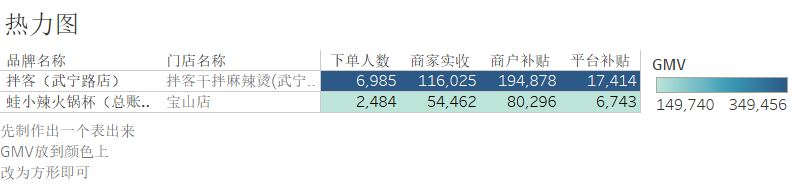 热力图
品牌名称 门店名称 下单人数 商家实收 商户补贴 平台补贴
拌客（武宁路店） 拌客干拌麻辣烫(武宁.. 6,985 116,025 194,878 17,414
蛙小辣火锅杯（总账.. 宝山店 2,484 54,462 80,296 6,743
GMV
149,740 349,456
先制作出一个表出来
GMV放到颜色上
改为方形即可